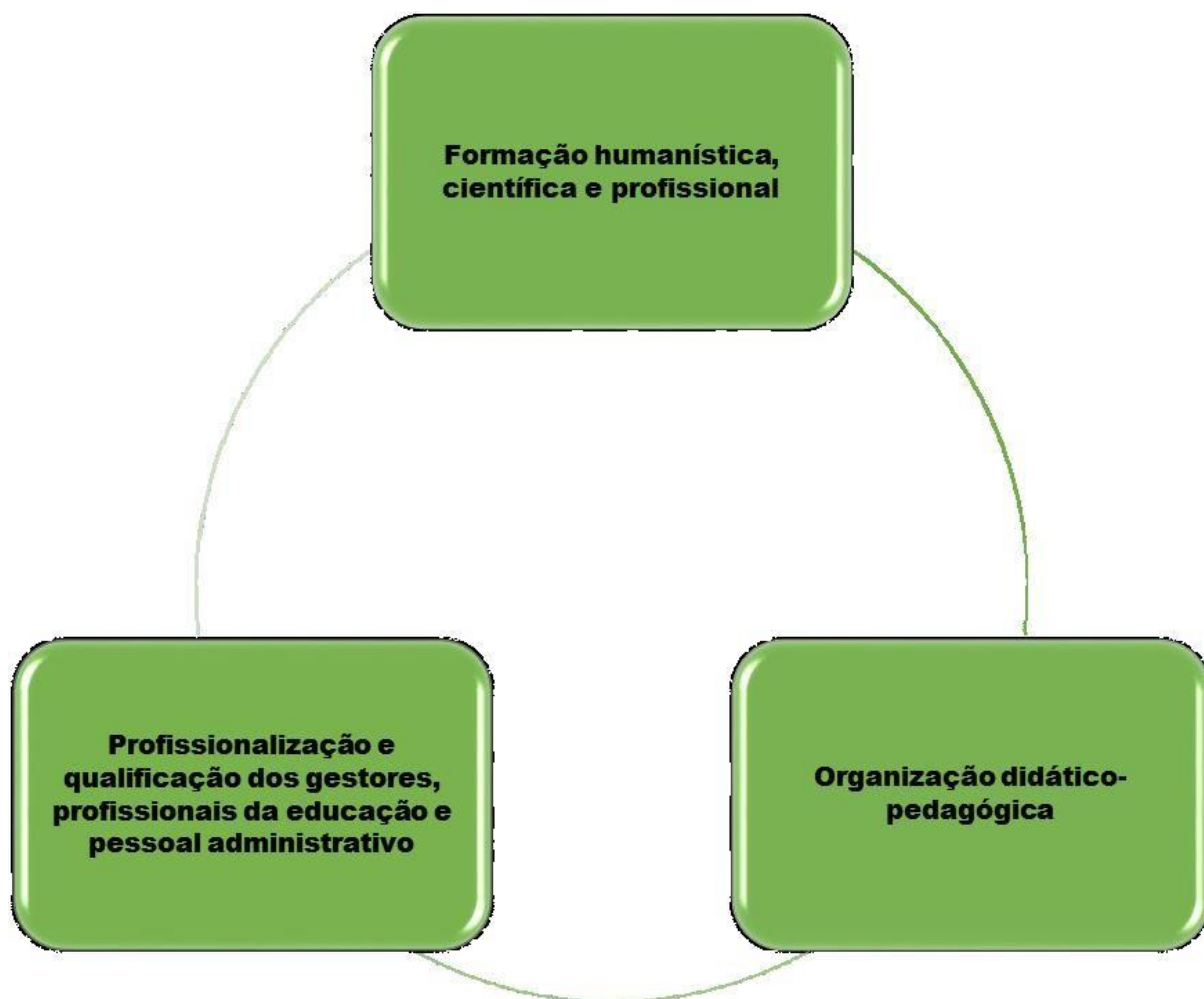 Formação humanística,
científica e profissional
Profissionalização e
qualificação dos gestores,
profissionais da educação e
pessoal administrativo
Organização didático-
pedagógica